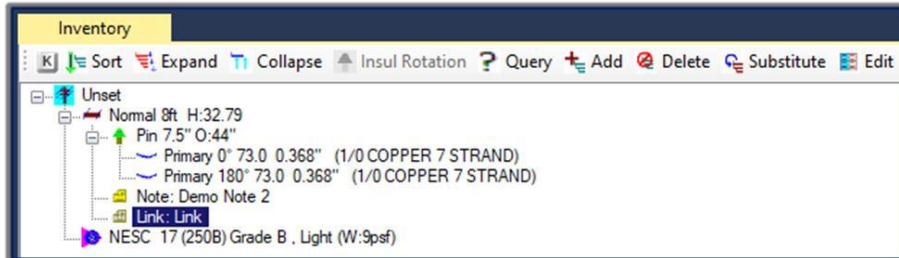 Inventory
K Sort Expand Collapse Insul Rotation Query Add Delete Substitute Edit
Unset
Normal 8ft H:32.79
Pin 7.5" O:44"
Primary 0° 73.0 0.368" (1/0 COPPER 7 STRAND)
Primary 180° 73.0 0.368" (1/0 COPPER 7 STRAND)
Note: Demo Note 2
Link: Link
NESC 17 (250B) Grade B , Light (W:9psf)